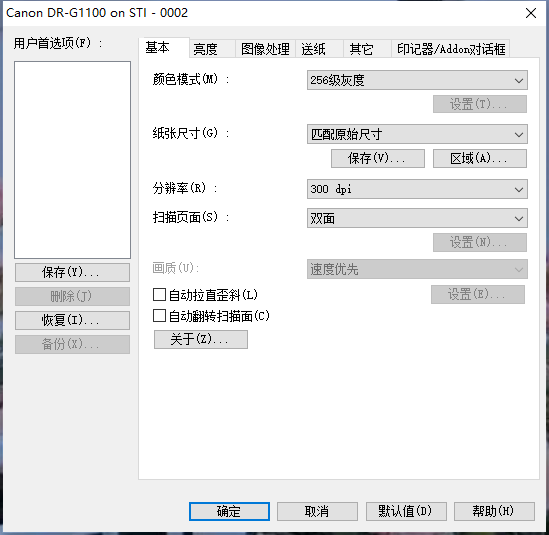 Canon DR-G1100 on STI - 0002
用户首选项(F) :
保存(Y)...
删除(J)
恢复(I)...
备份(X)...
基本 亮度 图像处理 送纸 其它 印记器/Addon对话框
颜色模式(M) : 256级灰度
设置(T)...
纸张尺寸(G) : 匹配原始尺寸
保存(V)... 区域(A)...
分辨率(R) : 300 dpi
扫描页面(S) : 双面
设置(N)...
画质(U): 速度优先
自动拉直歪斜(L) 设置(E)...
自动翻转扫描面(C)
关于(Z)...
确定 取消 默认值(D) 帮助(H)